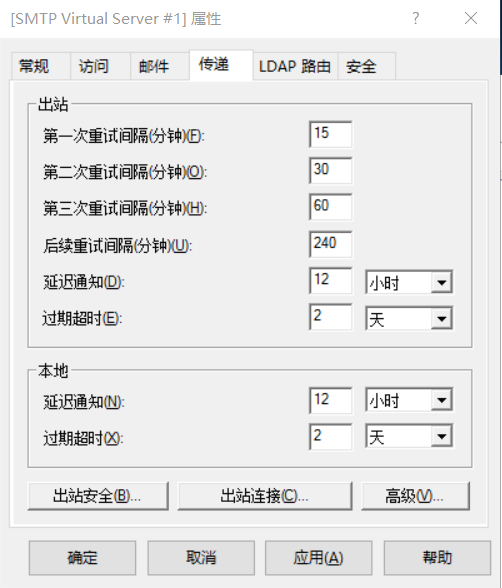 [SMTP Virtual Server #1] 属性
常规 访问 邮件 传递 LDAP 路由 安全
出站
第一次重试间隔(分钟)(F): 15
第二次重试间隔(分钟)(O): 30
第三次重试间隔(分钟)(H): 60
后续重试间隔(分钟)(U): 240
延迟通知(D): 12 小时
过期超时(E): 2 天
本地
延迟通知(N): 12 小时
过期超时(X): 2 天
出站安全(B)... 出站连接(C)... 高级(V)...
确定 取消 应用(A) 帮助